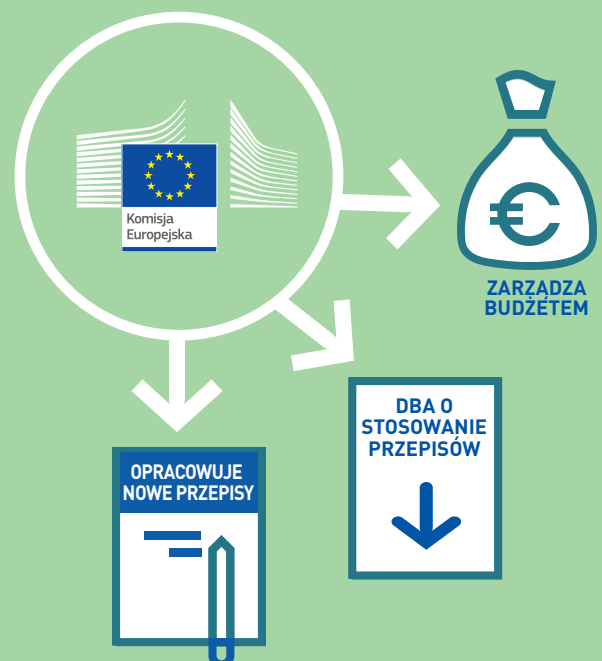 Komisja
Europejska
ZARZĄDZA
BUDŻETEM
DBA O
STOSOWANIE
PRZEPISÓW
OPRACOWUJE
NOWE PRZEPISY